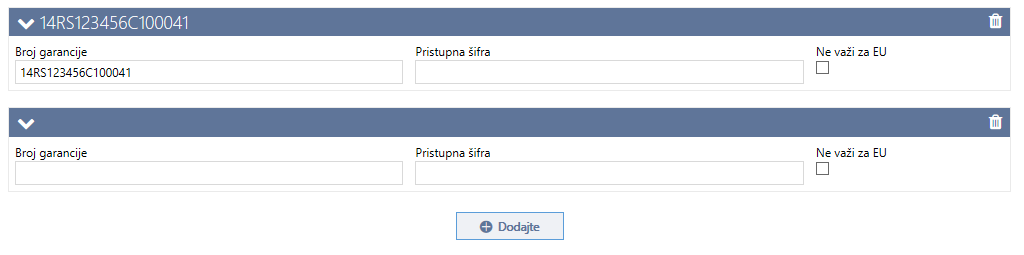 14RS123456C100041
Broj garancije Pristupna šifra Ne važi za EU
14RS123456C100041
Broj garancije Pristupna šifra Ne važi za EU
Dodajte